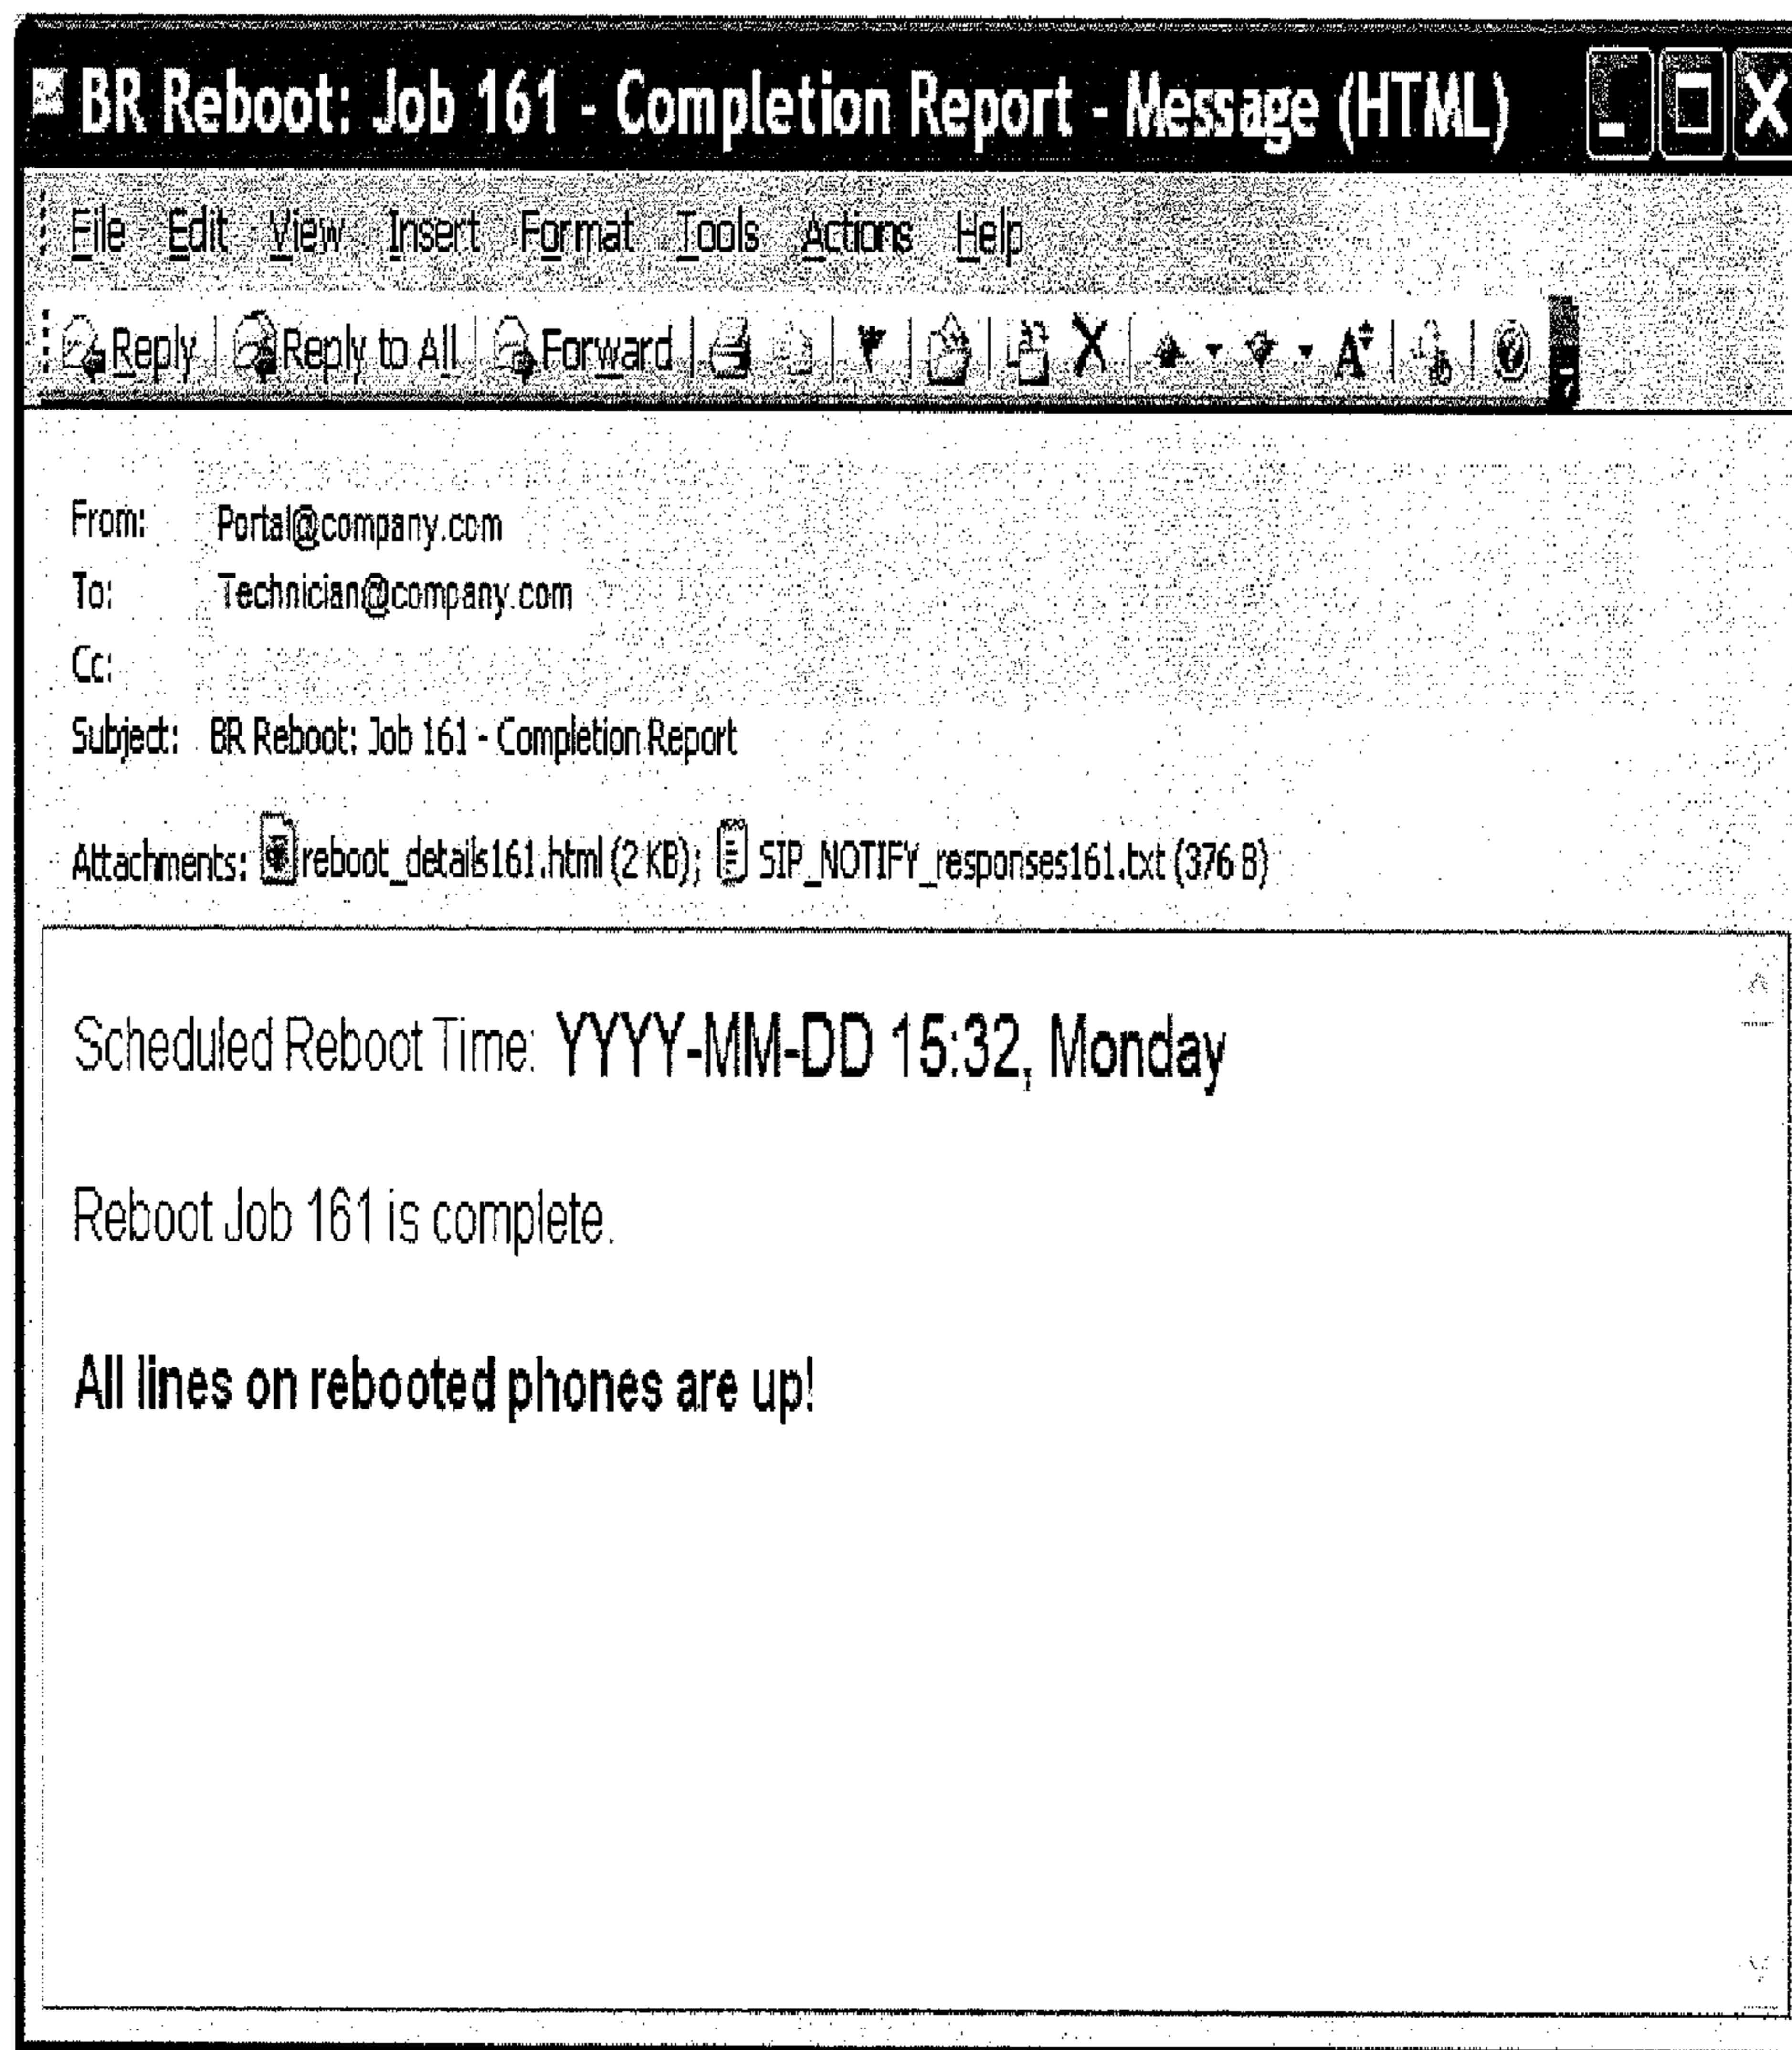 BR Reboot: Job 161 - Completion Report - Message (HTML)
File Edit View Insert Format Tools Actions Help
Reply Reply to All Forward
From: Portal@company.com
To: Technician@company.com
Cc:
Subject: BR Reboot: Job 161 - Completion Report
Attachments: reboot_details161.html (2 KB); SIP_NOTIFY_responses161.txt (376 B)
Scheduled Reboot Time: YYYY-MM-DD 15:32, Monday
Reboot Job 161 is complete.
All lines on rebooted phones are up!